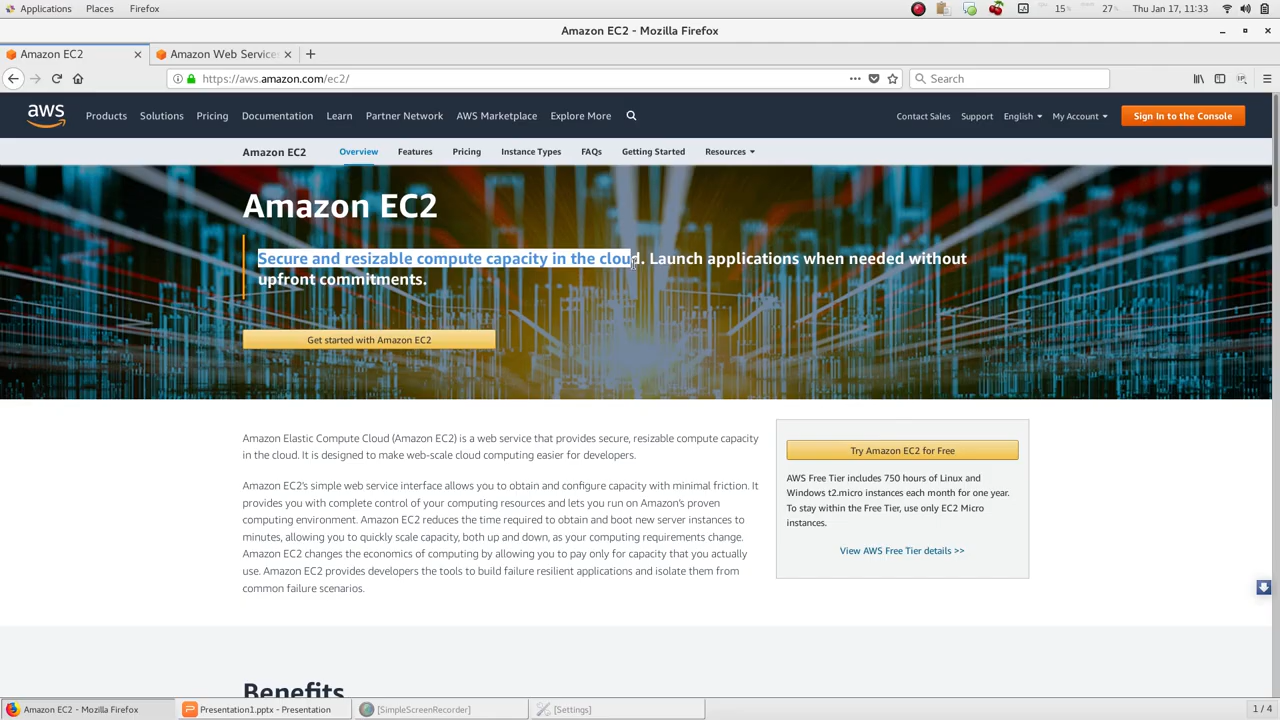 Applications Places Firefox 15% 27% Thu Jan 17, 11:33
Amazon EC2 - Mozilla Firefox
Amazon EC2 Amazon Web Service
https://aws.amazon.com/ec2/ Search
aws Products Solutions Pricing Documentation Learn Partner Network AWS Marketplace Explore More Contact Sales Support English My Account Sign In to the Console
Amazon EC2 Overview Features Pricing Instance Types FAQs Getting Started Resources
Amazon EC2
Secure and resizable compute capacity in the cloud. Launch applications when needed without
upfront commitments.
Get started with Amazon EC2
Amazon Elastic Compute Cloud (Amazon EC2) is a web service that provides secure, resizable compute capacity
in the cloud. It is designed to make web-scale cloud computing easier for developers.
Amazon EC2's simple web service interface allows you to obtain and configure capacity with minimal friction. It
provides you with complete control of your computing resources and lets you run on Amazon's proven
computing environment. Amazon EC2 reduces the time required to obtain and boot new server instances to
minutes, allowing you to quickly scale capacity, both up and down, as your computing requirements change.
Amazon EC2 changes the economics of computing by allowing you to pay only for capacity that you actually
use. Amazon EC2 provides developers the tools to build failure resilient applications and isolate them from
common failure scenarios.
Try Amazon EC2 for Free
AWS Free Tier includes 750 hours of Linux and
Windows t2.micro instances each month for one year.
To stay within the Free Tier, use only EC2 Micro
instances.
View AWS Free Tier details >>
Benefits
Amazon EC2 - Mozilla Firefox Presentation1.pptx - Presentation [SimpleScreenRecorder] [Settings] 1 / 4